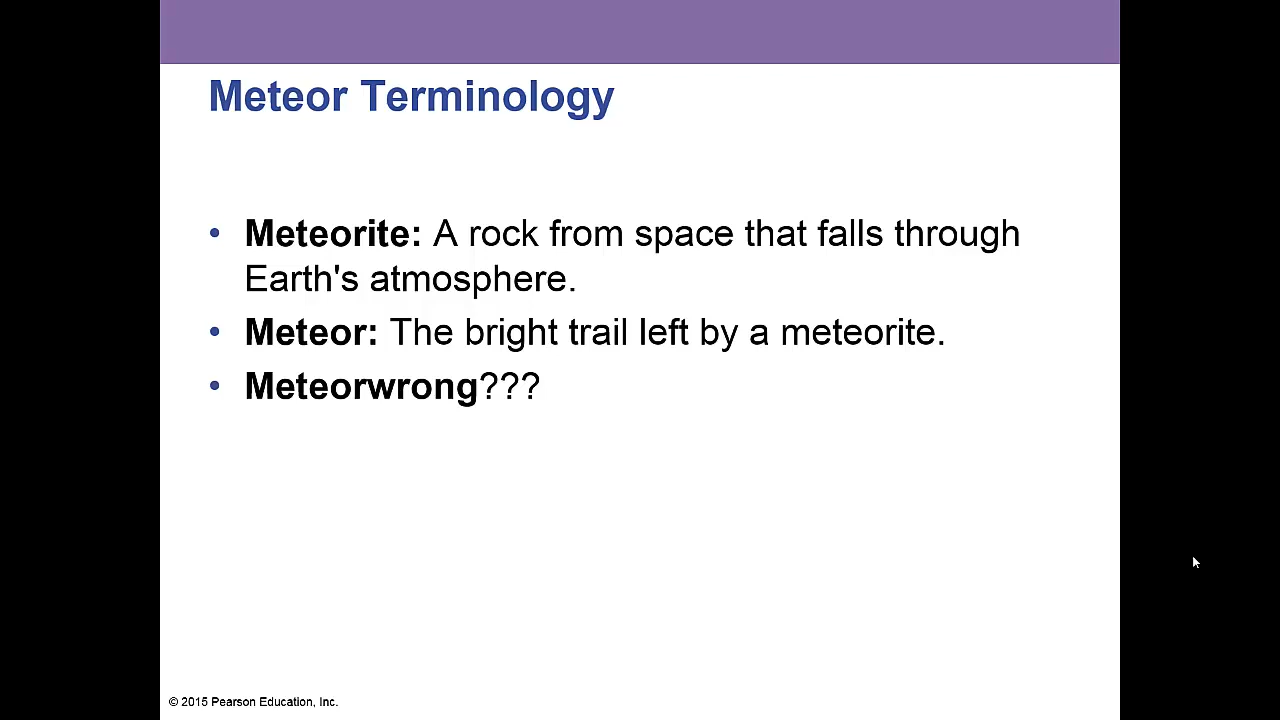 Meteor Terminology
• Meteorite: A rock from space that falls through
Earth's atmosphere.
• Meteor: The bright trail left by a meteorite.
• Meteorwrong???
© 2015 Pearson Education, Inc.